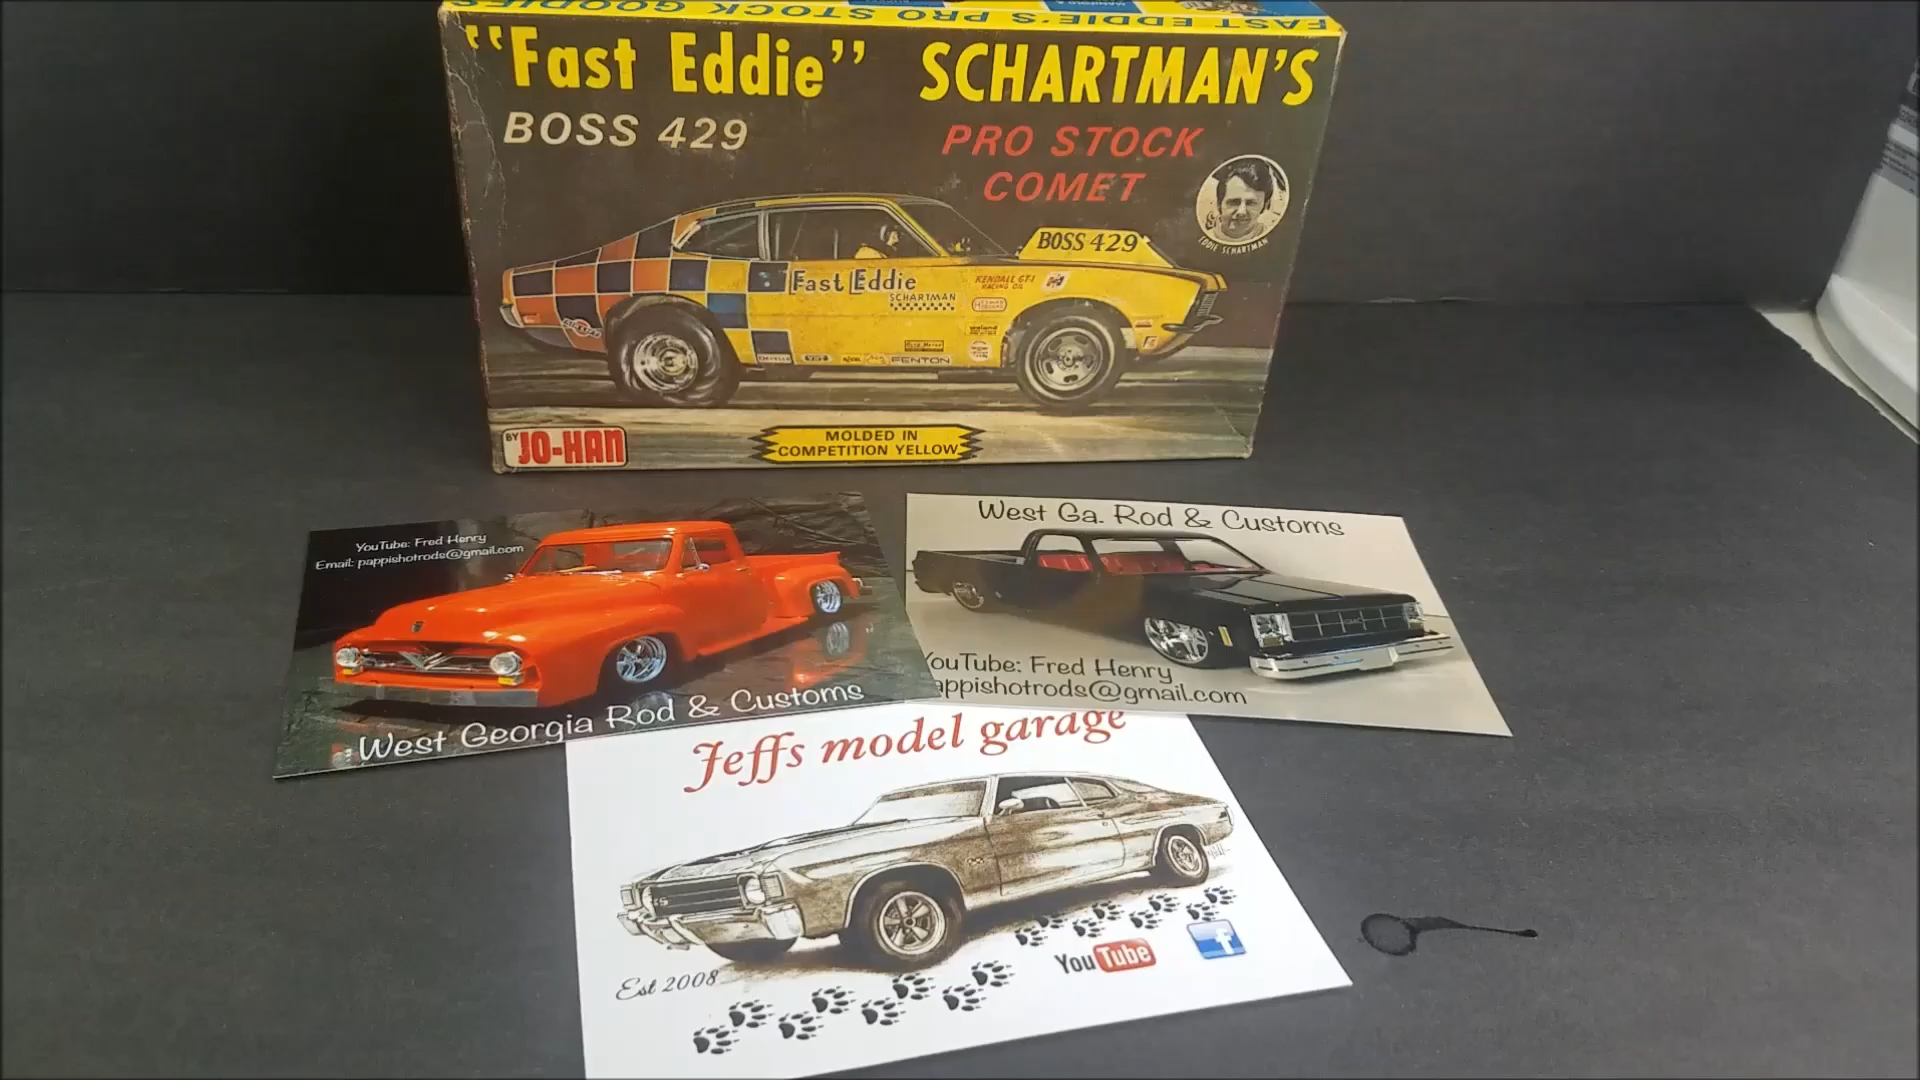 FAST EDDIE'S PRO STOCK GOODIES
"Fast Eddie" SCHARTMAN'S
BOSS 429
PRO STOCK
COMET
EDDIE SCHARTMAN
BOSS 429
Fast Eddie
SCHARTMAN
KENDALL GT-1
RACING OIL
FENTON
BY JO-HAN
MOLDED IN
COMPETITION YELLOW
YouTube: Fred Henry
Email: pappishotrods@gmail.com
West Georgia Rod & Customs
West Ga. Rod & Customs
GMC
YouTube: Fred Henry
appishotrods@gmail.com
Jeffs model garage
SS
Est 2008
YouTube
f